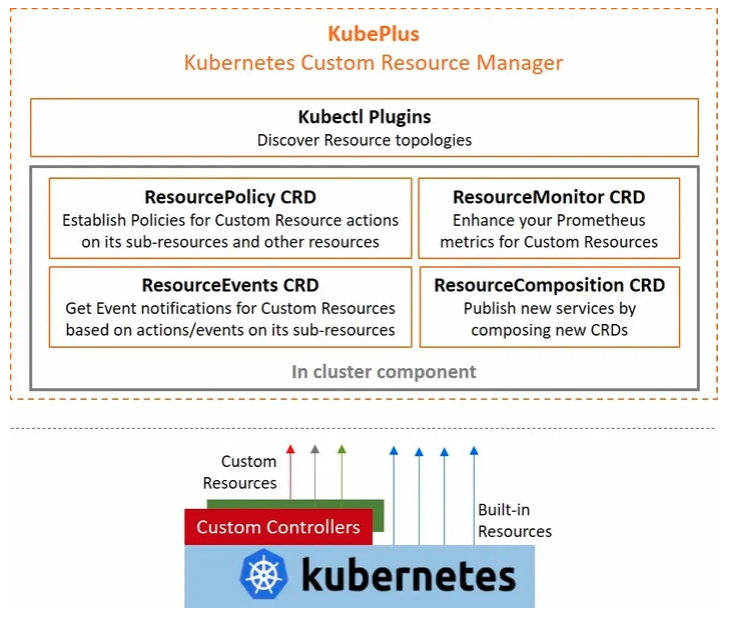 KubePlus
Kubernetes Custom Resource Manager
Kubectl Plugins
Discover Resource topologies
ResourcePolicy CRD
Establish Policies for Custom Resource actions
on its sub-resources and other resources
ResourceMonitor CRD
Enhance your Prometheus
metrics for Custom Resources
ResourceEvents CRD
Get Event notifications for Custom Resources
based on actions/events on its sub-resources
ResourceComposition CRD
Publish new services by
composing new CRDs
In cluster component
Custom
Resources
Custom Controllers
Built-in
Resources
kubernetes